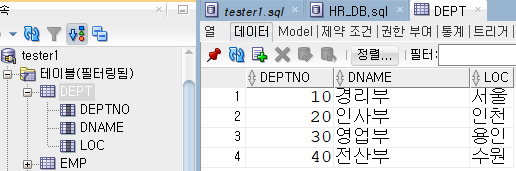 속
tester1.sql HR_DB.sql DEPT
열 데이터 Model 제약 조건 권한 부여 통계 트리거
정렬... 필터:
tester1
테이블(필터링됨)
DEPT
DEPTNO
DNAME
LOC
EMP
DEPTNO DNAME LOC
1 10 경리부 서울
2 20 인사부 인천
3 30 영업부 용인
4 40 전산부 수원